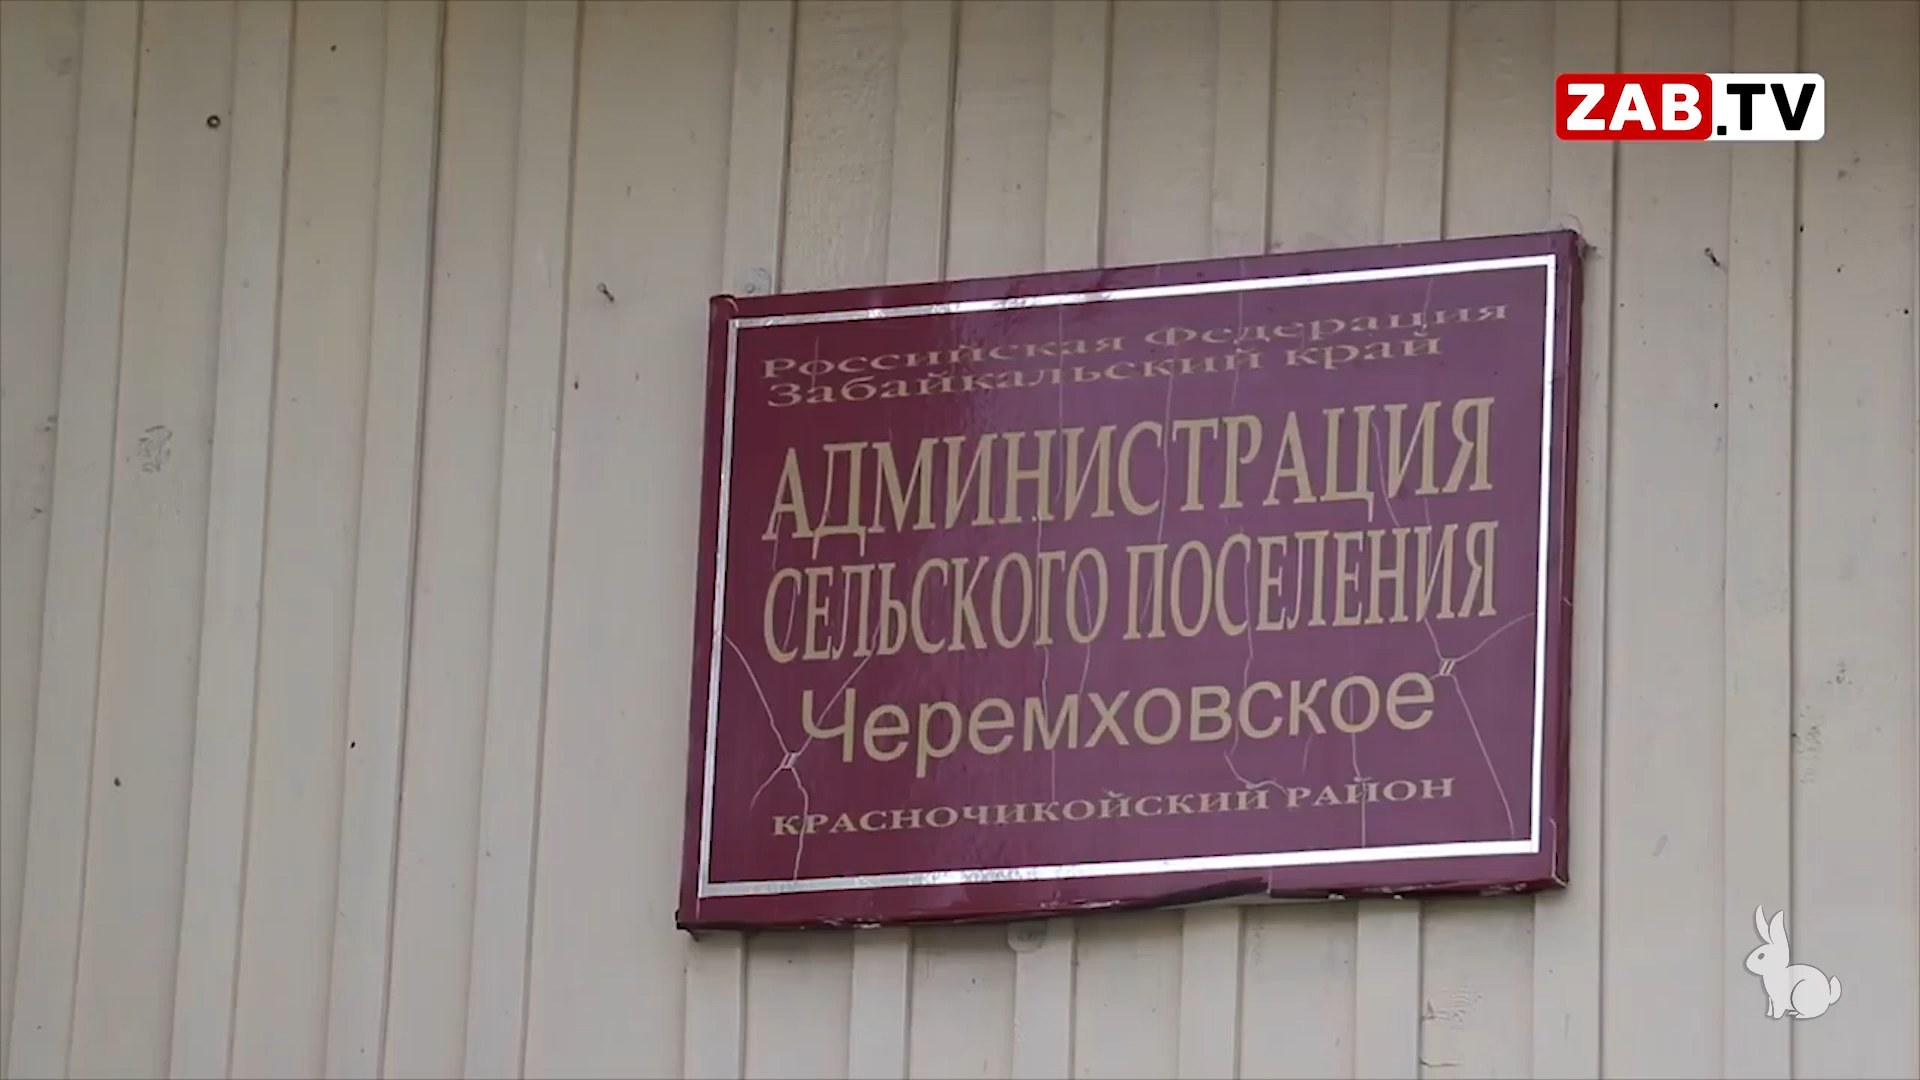 ZAB.TV
Российская Федерация
Забайкальский край
АДМИНИСТРАЦИЯ
СЕЛЬСКОГО ПОСЕЛЕНИЯ
Черемховское
КРАСНОЧИКОЙСКИЙ РАЙОН